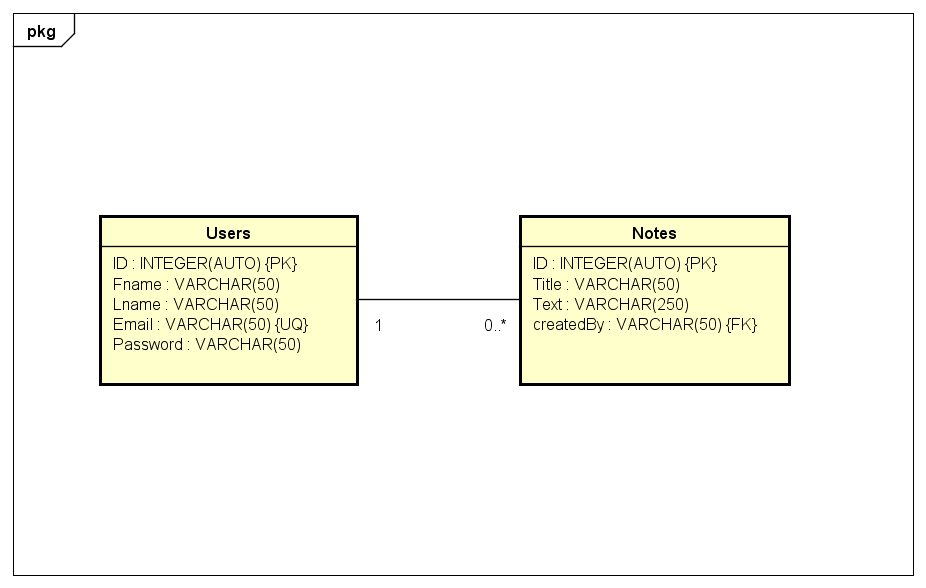 pkg
Users
ID : INTEGER(AUTO) {PK}
Fname : VARCHAR(50)
Lname : VARCHAR(50)
Email : VARCHAR(50) {UQ}
Password : VARCHAR(50)
1
0..*
Notes
ID : INTEGER(AUTO) {PK}
Title : VARCHAR(50)
Text : VARCHAR(250)
createdBy : VARCHAR(50) {FK}